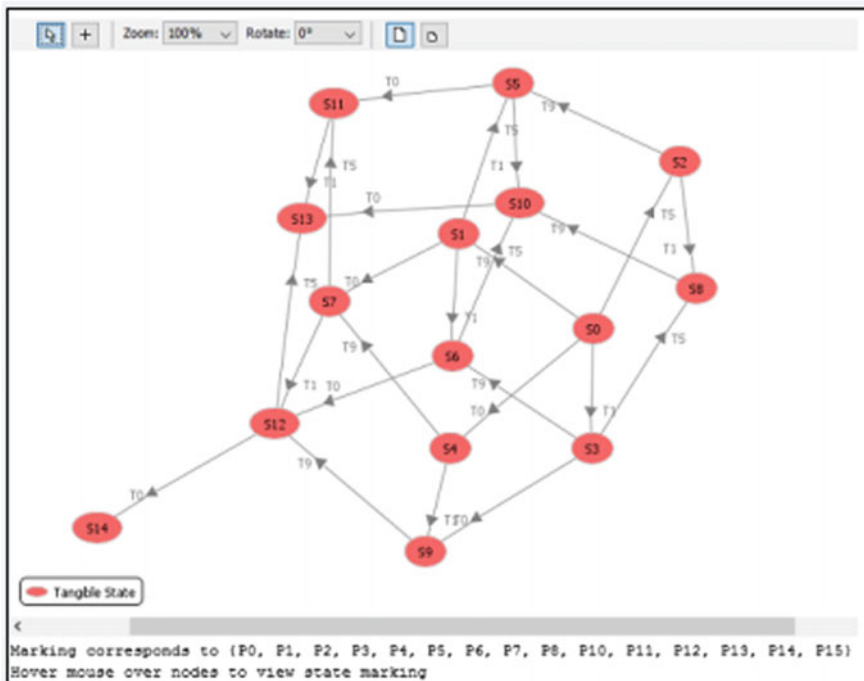 Zoom: 100% Rotate: 0°
T0 S5
S11 T9
T5 S2
T5 T1
T1 T0 S10
S13 T5 T1
S1 T9
T9 T5
T5 T0 S8
S7 S0
T1 T5
T9 S6
T1 T0 T9 T0 T1
S12
S4 S3
T9
T0 T1 T0
S14
S9
Tangible State
Marking corresponds to {P0, P1, P2, P3, P4, P5, P6, P7, P8, P10, P11, P12, P13, P14, P15}
Hover mouse over nodes to view state marking